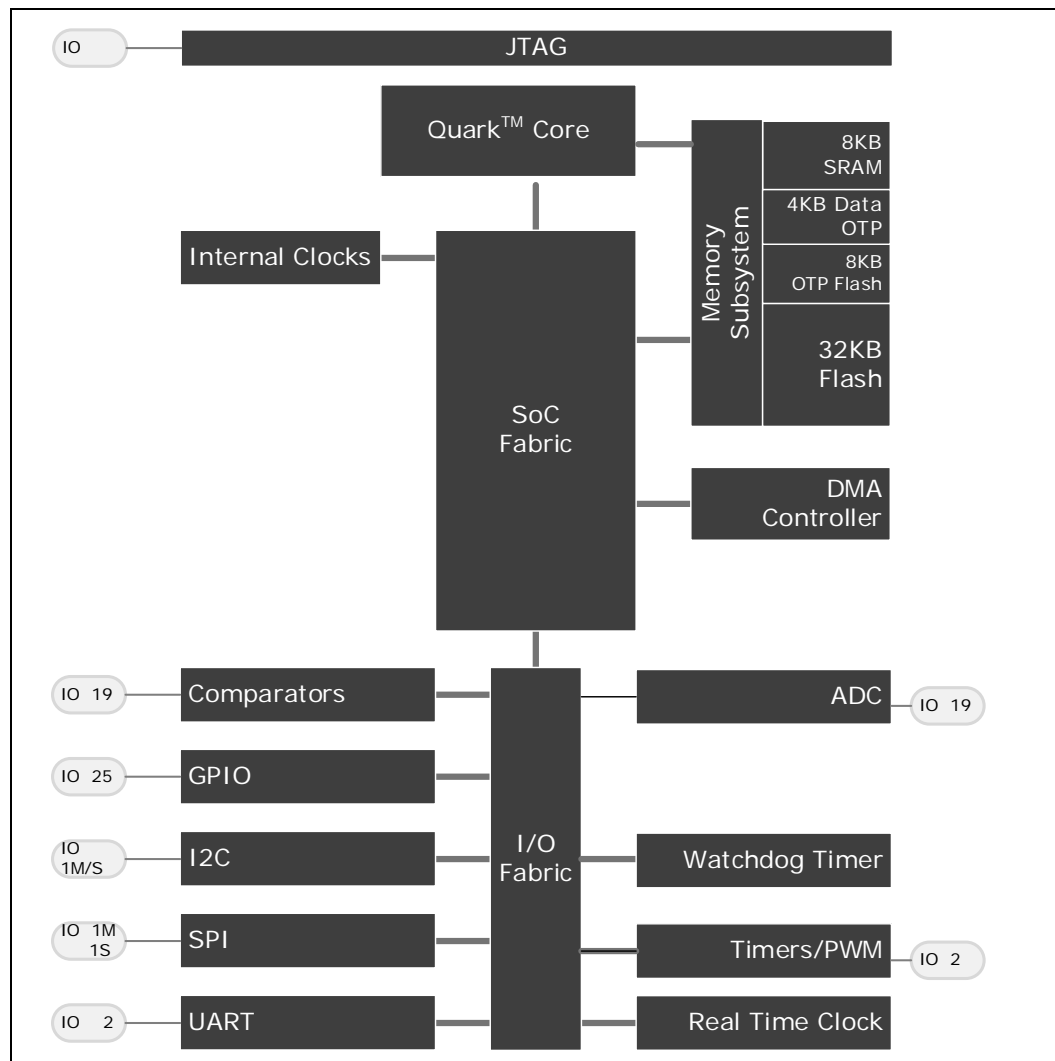 IO
JTAG
Quark™ Core
8KB
SRAM
4KB Data
OTP
8KB
OTP Flash
32KB
Flash
Memory
Subsystem
Internal Clocks
SoC
Fabric
DMA
Controller
IO 19
Comparators
ADC
IO 19
IO 25
GPIO
I/O
Fabric
IO
1M/S
I2C
Watchdog Timer
IO 1M
1S
SPI
Timers/PWM
IO 2
IO 2
UART
Real Time Clock